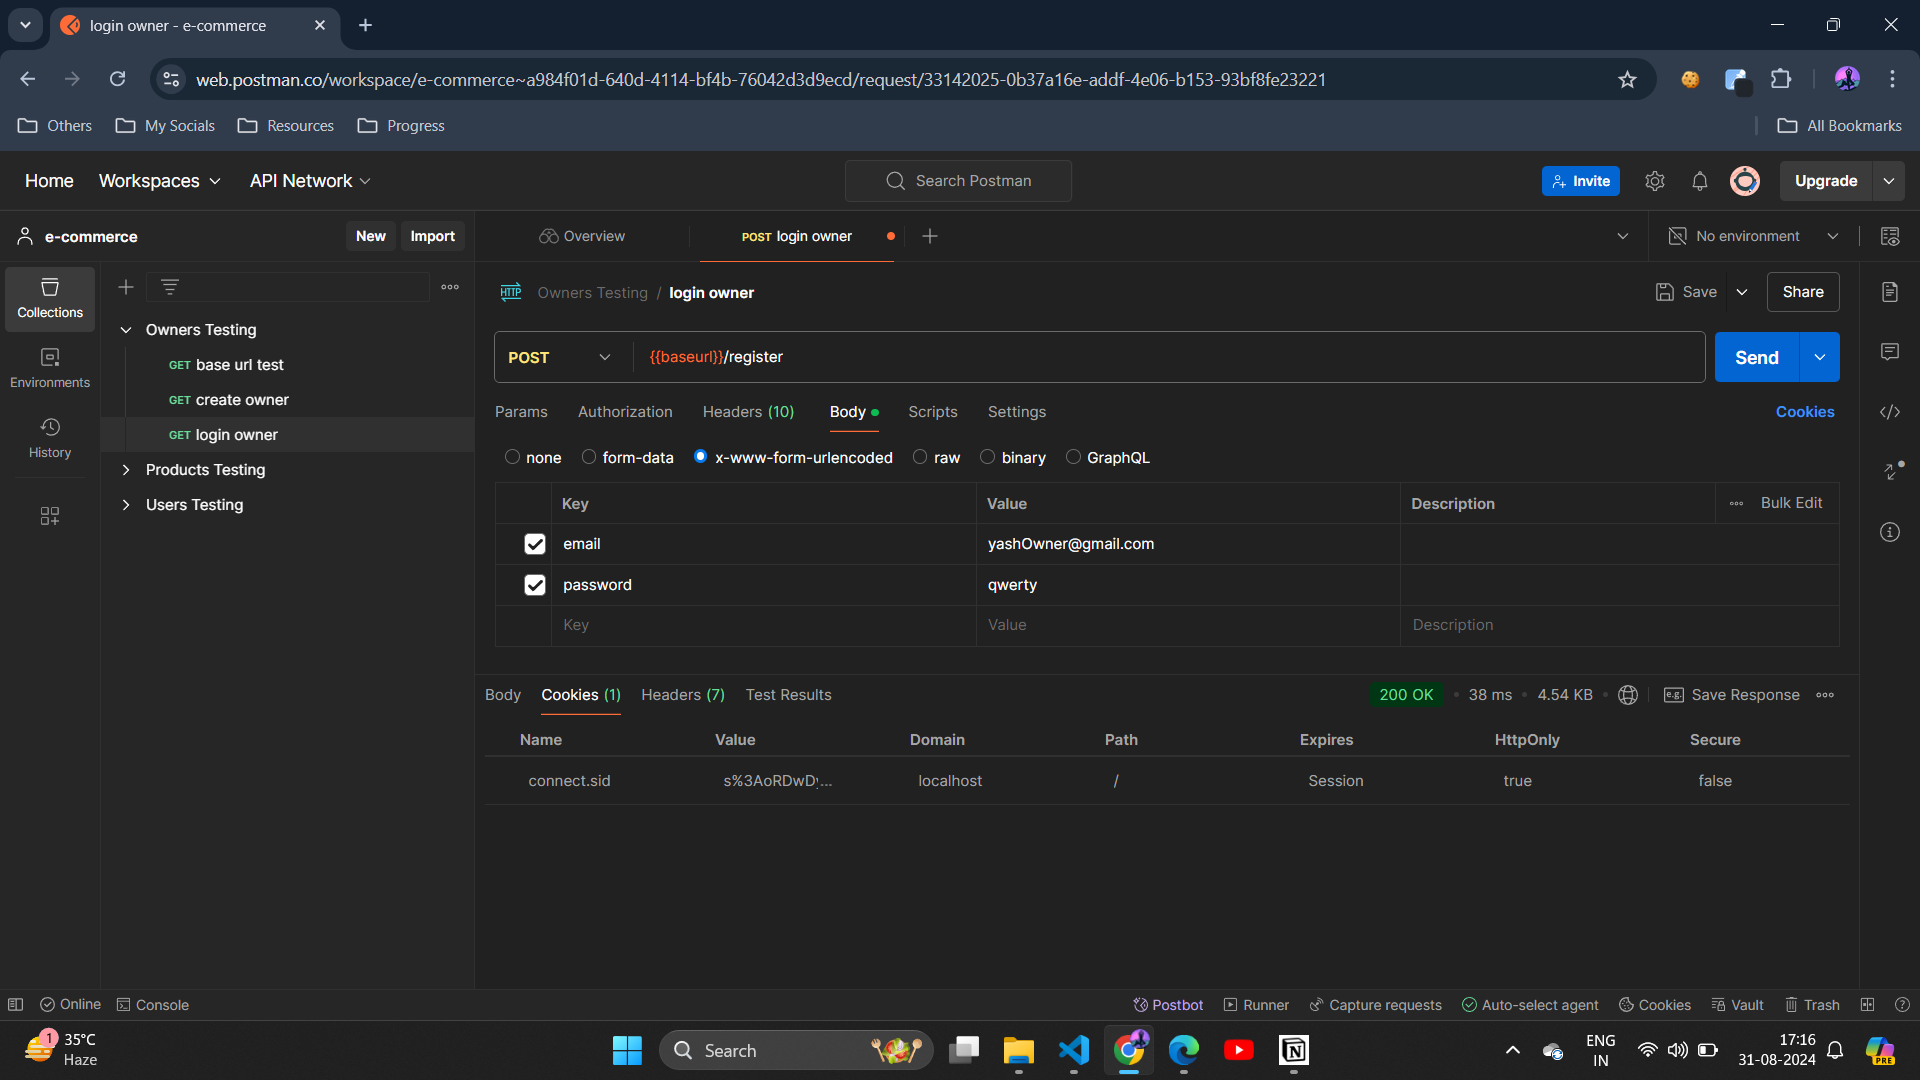 login owner - e-commerce
web.postman.co/workspace/e-commerce~a984f01d-640d-4114-bf4b-76042d3d9ecd/request/33142025-0b37a16e-addf-4e06-b153-93bf8fe23221
Others My Socials Resources Progress All Bookmarks
Home Workspaces API Network Search Postman Invite Upgrade
e-commerce New Import Overview POST login owner No environment
Collections
Environments
History
Owners Testing
GET base url test
GET create owner
GET login owner
Products Testing
Users Testing
HTTP Owners Testing / login owner Save Share
POST {{baseurl}}/register Send
Params Authorization Headers (10) Body Scripts Settings Cookies
none form-data x-www-form-urlencoded raw binary GraphQL
Key Value Description Bulk Edit
email yashOwner@gmail.com
password qwerty
Key Value Description
Body Cookies (1) Headers (7) Test Results 200 OK 38 ms 4.54 KB e.g. Save Response
Name Value Domain Path Expires HttpOnly Secure
connect.sid s%3AoRDwDy... localhost / Session true false
Online Console Postbot Runner Capture requests Auto-select agent Cookies Vault Trash
1 35°C
Haze
Search
ENG
IN
17:16
31-08-2024
PRE